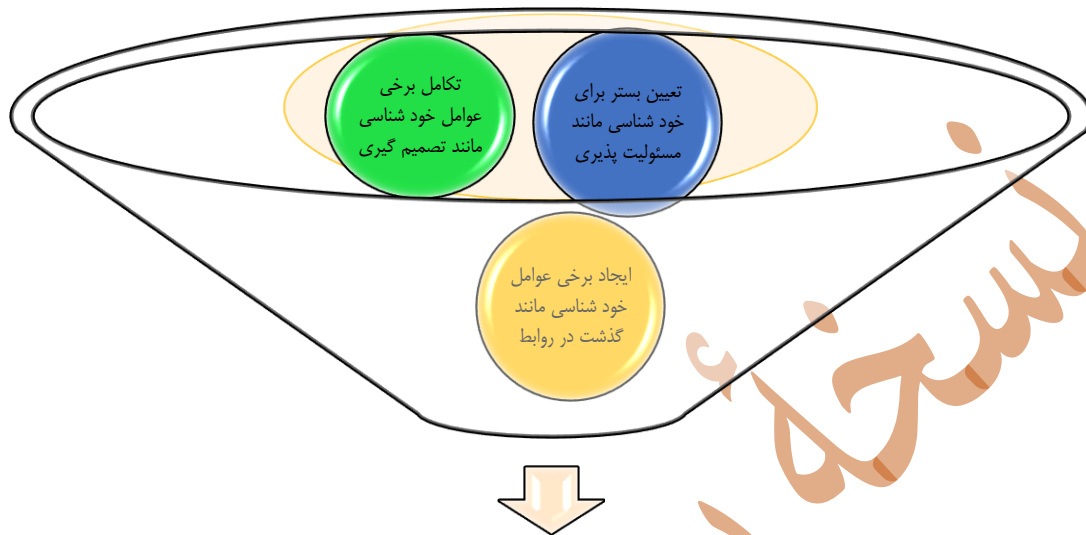 تعیین بستر برای
خود شناسی مانند
مسئولیت پذیری
تکامل برخی
عوامل خود شناسی
مانند تصمیم گیری
ایجاد برخی عوامل
خود شناسی مانند
گذشت در روابط
نسخهٔ